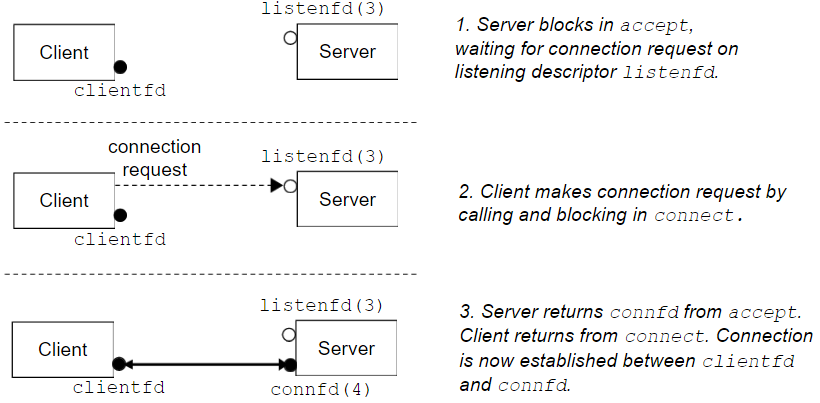 listenfd(3)
Client
Server
clientfd
1. Server blocks in accept,
waiting for connection request on
listening descriptor listenfd.
connection
request
listenfd(3)
Client
Server
clientfd
2. Client makes connection request by
calling and blocking in connect.
listenfd(3)
Client
Server
clientfd
connfd(4)
3. Server returns connfd from accept.
Client returns from connect. Connection
is now established between clientfd
and connfd.